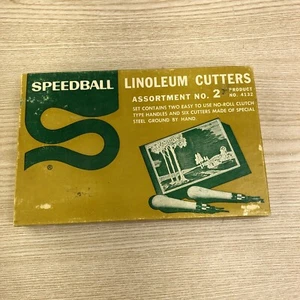 SPEEDBALL
LINOLEUM CUTTERS
ASSORTMENT NO. 2 PRODUCT NO. 4132
SET CONTAINS TWO EASY TO USE NO-ROLL CLUTCH
TYPE HANDLES AND SIX CUTTERS MADE OF SPECIAL
STEEL GROUND BY HAND
®